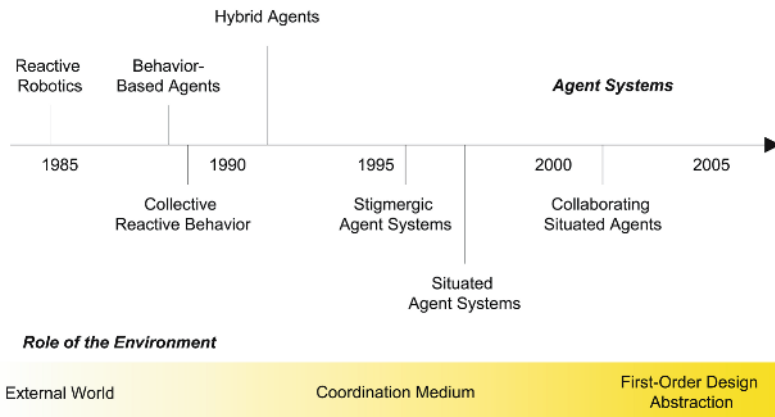 Hybrid Agents
Reactive
Robotics
Behavior-
Based Agents
Agent Systems
1985
1990
1995
2000
2005
Collective
Reactive Behavior
Stigmergic
Agent Systems
Collaborating
Situated Agents
Situated
Agent Systems
Role of the Environment
External World
Coordination Medium
First-Order Design
Abstraction